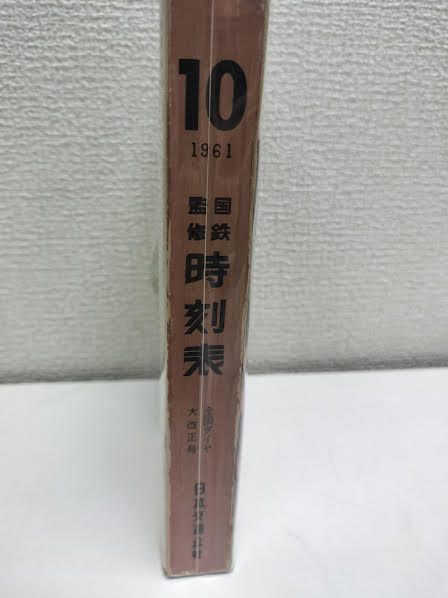 10
1961
国鉄
監修
時刻表
全国ダイヤ
大改正号
日本交通公社